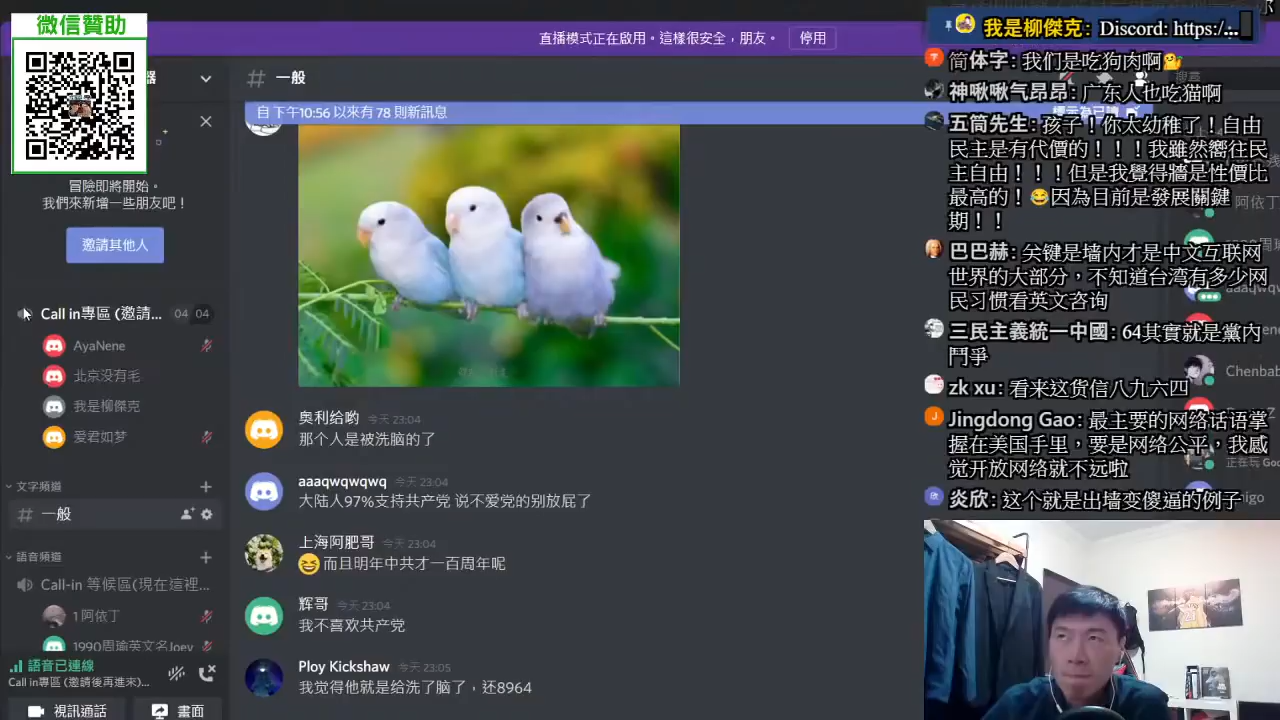 微信贊助
器
直播模式正在啟用。這樣很安全，朋友。
停用
一般
自 下午10:56 以來有 78 則新訊息
冒險即將開始。
我們來新增一些朋友吧！
邀請其他人
Call in專區 (邀請...
04 04
AyaNene
北京没有毛
我是柳傑克
爱君如梦
文字頻道
一般
語音頻道
Call-in 等候區(現在這裡...
1 阿依丁
1990周瑜英文名Joey
語音已連線
Call in專區 (邀請後再進來)...
視訊通話
畫面
奥利给哟 今天 23:04
那个人是被洗脑的了
aaaqwqwqwq 今天 23:04
大陆人97%支持共产党 说不爱党的别放屁了
上海阿肥哥 今天 23:04
😆而且明年中共才一百周年呢
辉哥 今天 23:04
我不喜欢共产党
Ploy Kickshaw 今天 23:05
我觉得他就是给洗了脑了，还8964
我是柳傑克: Discord: https:/...
简体字: 我们是吃狗肉啊
神啾啾气昂昂: 广东人也吃猫啊
五筒先生: 孩子！你太幼稚了！自由
民主是有代價的！！！我雖然嚮往民
主自由！！！但是我覺得牆是性價比
最高的！😂因為目前是發展關鍵
期！！
巴巴赫: 关键是墙内才是中文互联网
世界的大部分，不知道台湾有多少网
民习惯看英文咨询
三民主義統一中國: 64其實就是黨內
鬥爭
zk xu: 看来这货信八九六四
Jingdong Gao: 最主要的网络话语掌
握在美国手里，要是网络公平，我感
觉开放网络就不远啦
炎欣: 这个就是出墙变傻逼的例子
阿依丁
Chenbab